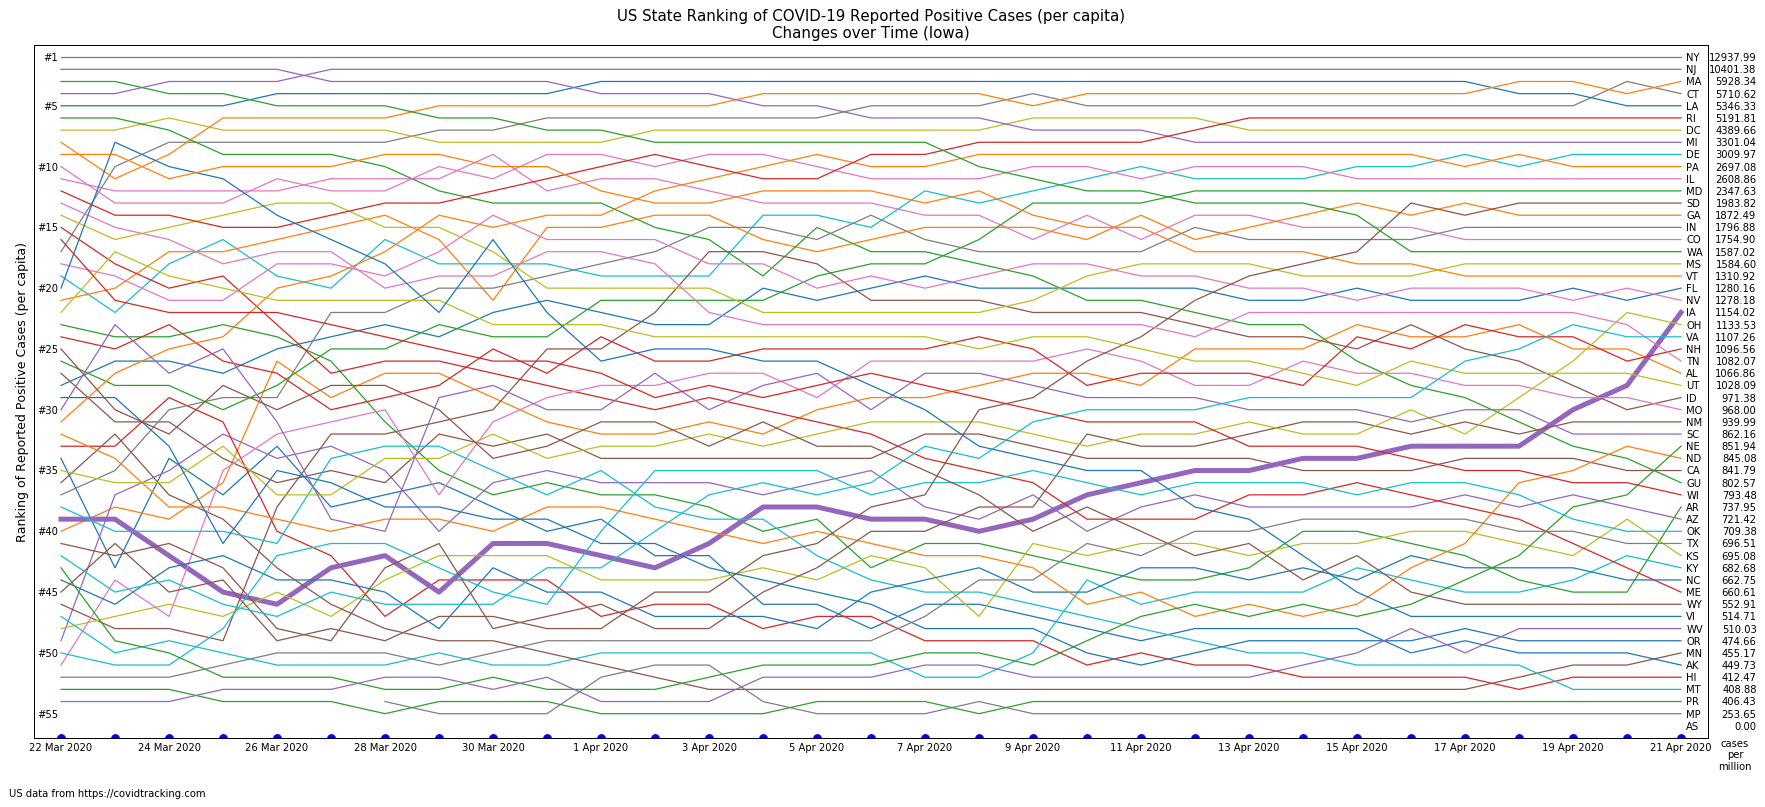 US State Ranking of COVID-19 Reported Positive Cases (per capita)
Changes over Time (Iowa)
Ranking of Reported Positive Cases (per capita)
#1
#5
#10
#15
#20
#25
#30
#35
#40
#45
#50
#55
NY 12937.99
NJ 10401.38
MA 5928.34
CT 5710.62
LA 5346.33
RI 5191.81
DC 4389.66
MI 3301.04
DE 3009.97
PA 2697.08
IL 2608.86
MD 2347.63
SD 1983.82
GA 1872.49
IN 1796.88
CO 1754.90
WA 1587.02
MS 1584.60
VT 1310.92
FL 1280.16
NV 1278.18
IA 1154.02
OH 1133.53
VA 1107.26
NH 1096.56
TN 1082.07
AL 1066.86
UT 1028.09
ID 971.38
MO 968.00
NM 939.99
SC 862.16
NE 851.94
ND 845.08
CA 841.79
GU 802.57
WI 793.48
AR 737.95
AZ 721.42
OK 709.38
TX 696.51
KS 695.08
KY 682.68
NC 662.75
ME 660.61
WY 552.91
VI 514.71
WV 510.03
OR 474.66
MN 455.17
AK 449.73
HI 412.47
MT 408.88
PR 406.43
MP 253.65
AS 0.00
22 Mar 2020 24 Mar 2020 26 Mar 2020 28 Mar 2020 30 Mar 2020 1 Apr 2020 3 Apr 2020 5 Apr 2020 7 Apr 2020 9 Apr 2020 11 Apr 2020 13 Apr 2020 15 Apr 2020 17 Apr 2020 19 Apr 2020 21 Apr 2020
cases
per
million
US data from https://covidtracking.com